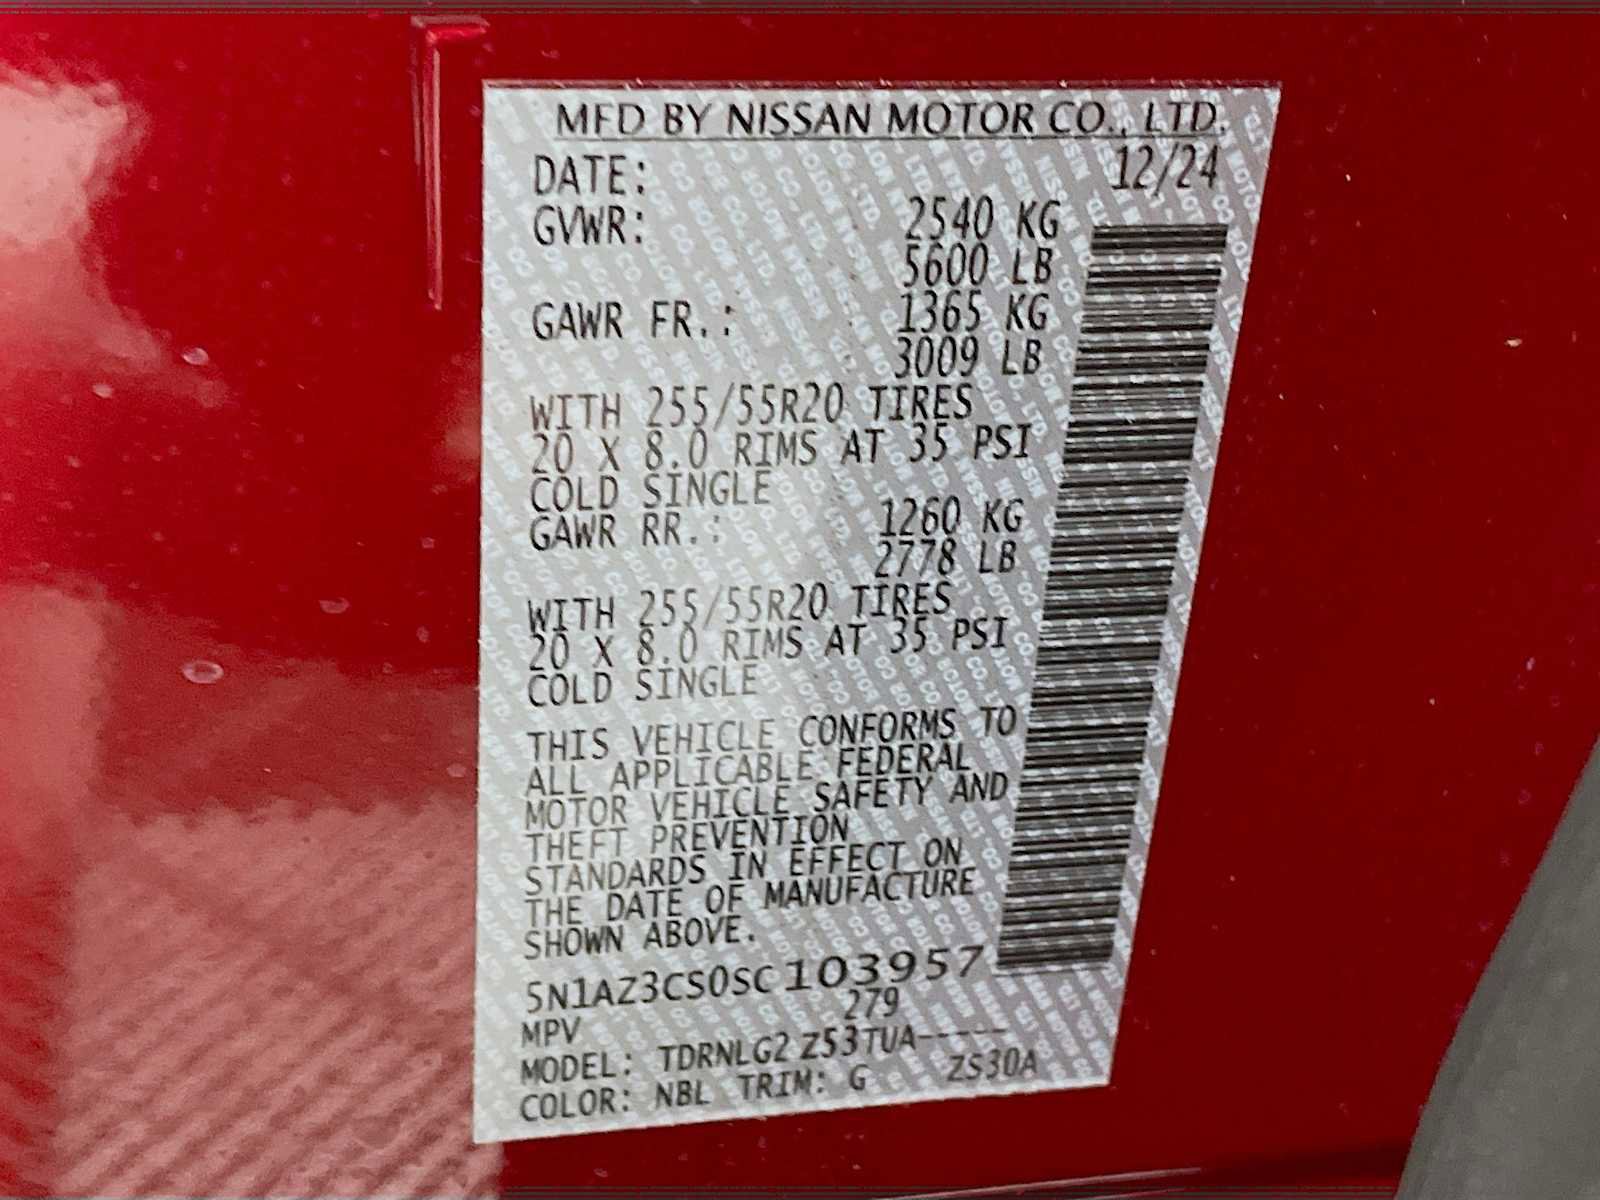 MFD BY NISSAN MOTOR CO., LTD.
DATE: 12/24
GVWR: 2540 KG
5600 LB
GAWR FR.: 1365 KG
3009 LB
WITH 255/55R20 TIRES
20 X 8.0 RIMS AT 35 PSI
COLD SINGLE
GAWR RR.: 1260 KG
2778 LB
WITH 255/55R20 TIRES
20 X 8.0 RIMS AT 35 PSI
COLD SINGLE
THIS VEHICLE CONFORMS TO
ALL APPLICABLE FEDERAL
MOTOR VEHICLE SAFETY AND
THEFT PREVENTION
STANDARDS IN EFFECT ON
THE DATE OF MANUFACTURE
SHOWN ABOVE.
5N1AZ3CS0SC103957
MPV 279
MODEL: TDRNLG2 Z53TUA-----
COLOR: NBL TRIM: G ZS30A